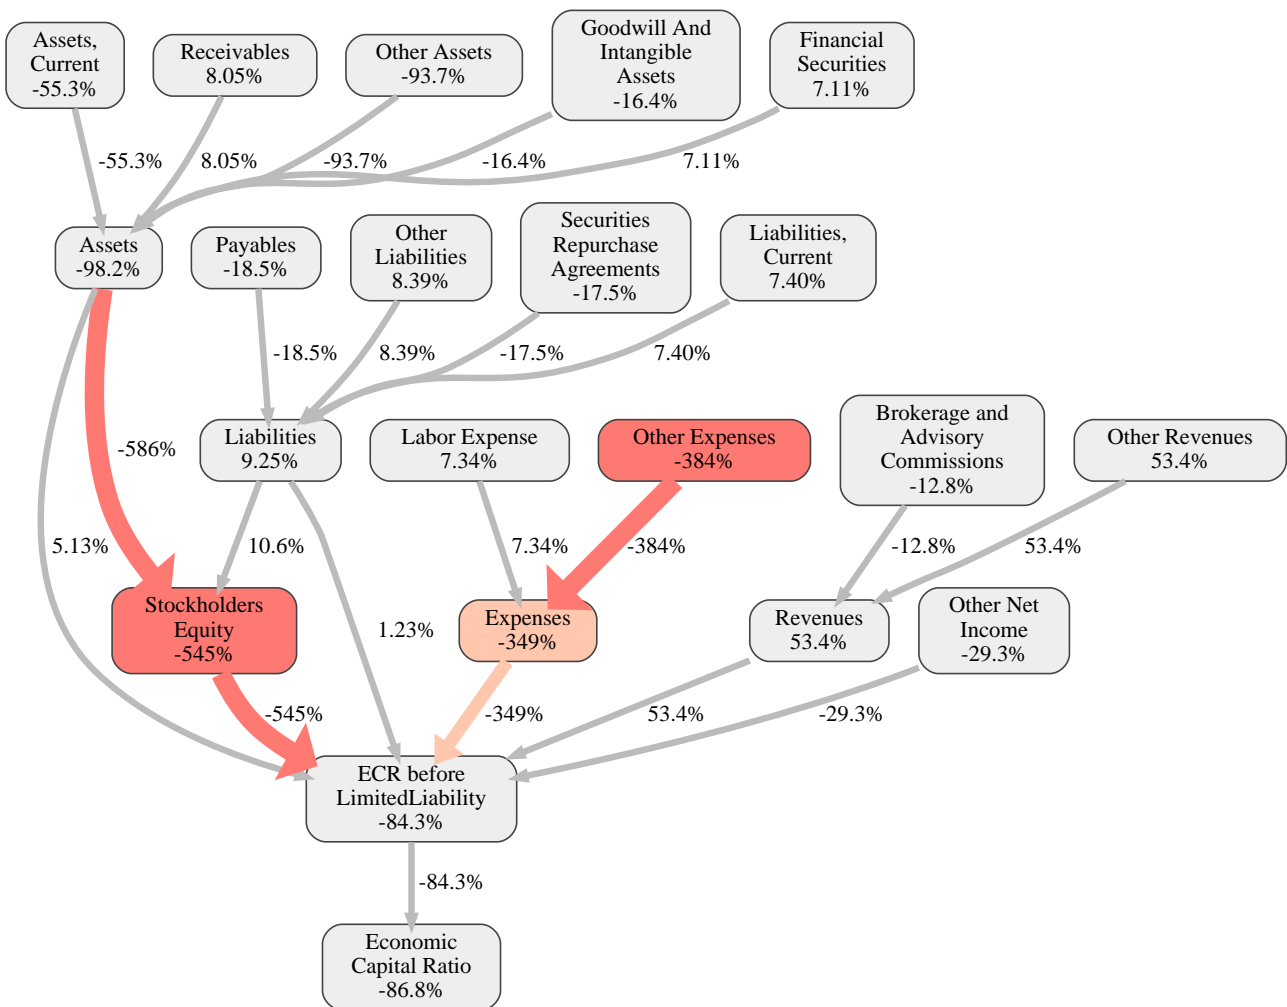 Assets,
Current
-55.3%
Receivables
8.05%
Other Assets
-93.7%
Goodwill And
Intangible
Assets
-16.4%
Financial
Securities
7.11%
-55.3%
8.05%
-93.7%
-16.4%
7.11%
Assets
-98.2%
Payables
-18.5%
Other
Liabilities
8.39%
Securities
Repurchase
Agreements
-17.5%
Liabilities,
Current
7.40%
-18.5%
8.39%
-17.5%
7.40%
-586%
Liabilities
9.25%
Labor Expense
7.34%
Other Expenses
-384%
Brokerage and
Advisory
Commissions
-12.8%
Other Revenues
53.4%
5.13%
10.6%
7.34%
-384%
-12.8%
53.4%
Stockholders
Equity
-545%
1.23%
Expenses
-349%
Revenues
53.4%
Other Net
Income
-29.3%
-545%
-349%
53.4%
-29.3%
ECR before
LimitedLiability
-84.3%
-84.3%
Economic
Capital Ratio
-86.8%